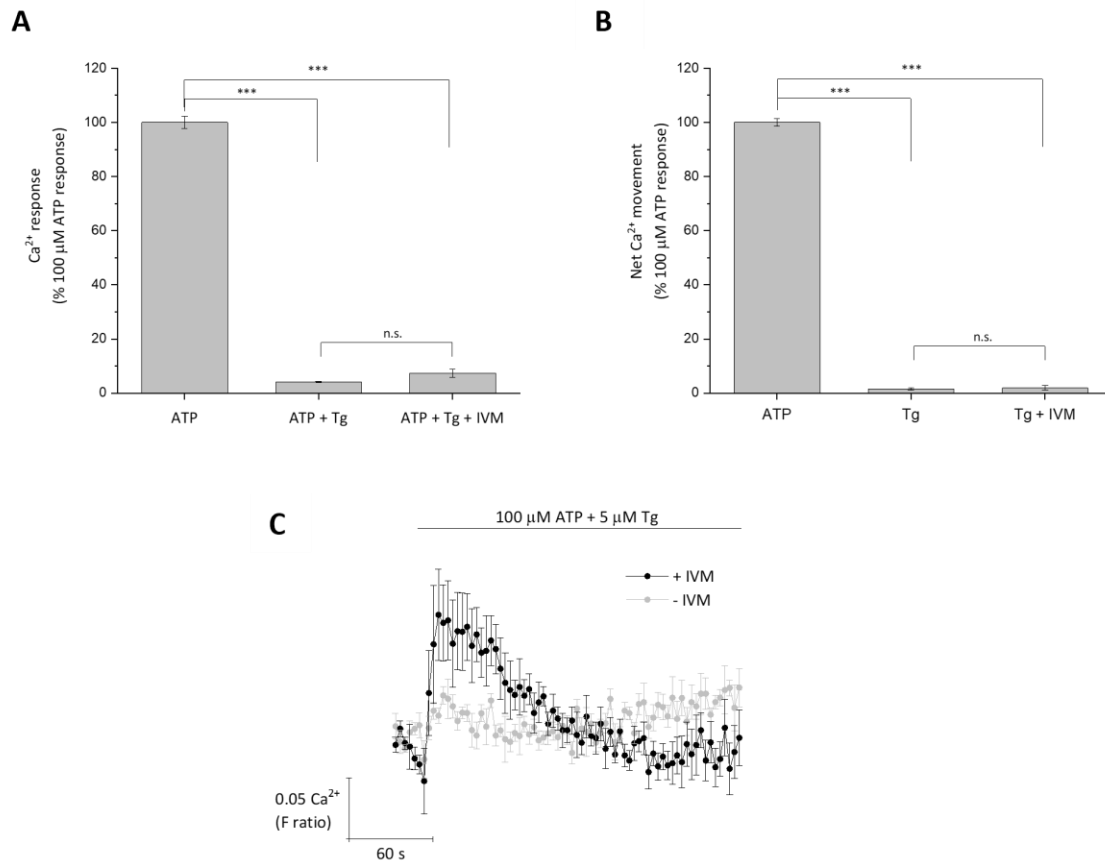 A
Ca²⁺ response
(% 100 µM ATP response)
120
100
80
60
40
20
0
***
***
n.s.
ATP
ATP + Tg
ATP + Tg + IVM
B
Net Ca²⁺ movement
(% 100 µM ATP response)
120
100
80
60
40
20
0
***
***
n.s.
ATP
Tg
Tg + IVM
C
100 µM ATP + 5 µM Tg
+ IVM
- IVM
0.05 Ca²⁺
(F ratio)
60 s